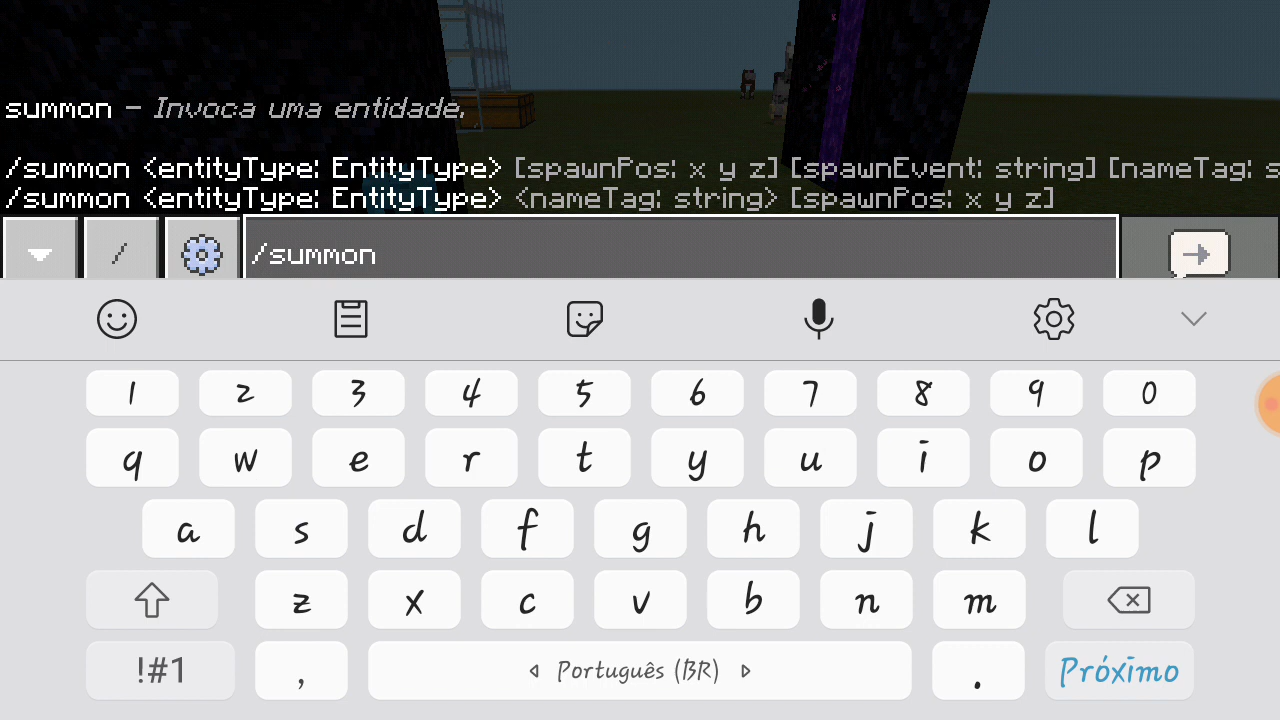 summon – Invoca uma entidade.
/summon <entityType: EntityType> [spawnPos: x y z] [spawnEvent: string] [nameTag: s
/summon <entityType: EntityType> <nameTag: string> [spawnPos: x y z]
/
/summon
1 2 3 4 5 6 7 8 9 0
q w e r t y u i o p
a s d f g h j k l
z x c v b n m
!#1 , Português (BR) . Próximo